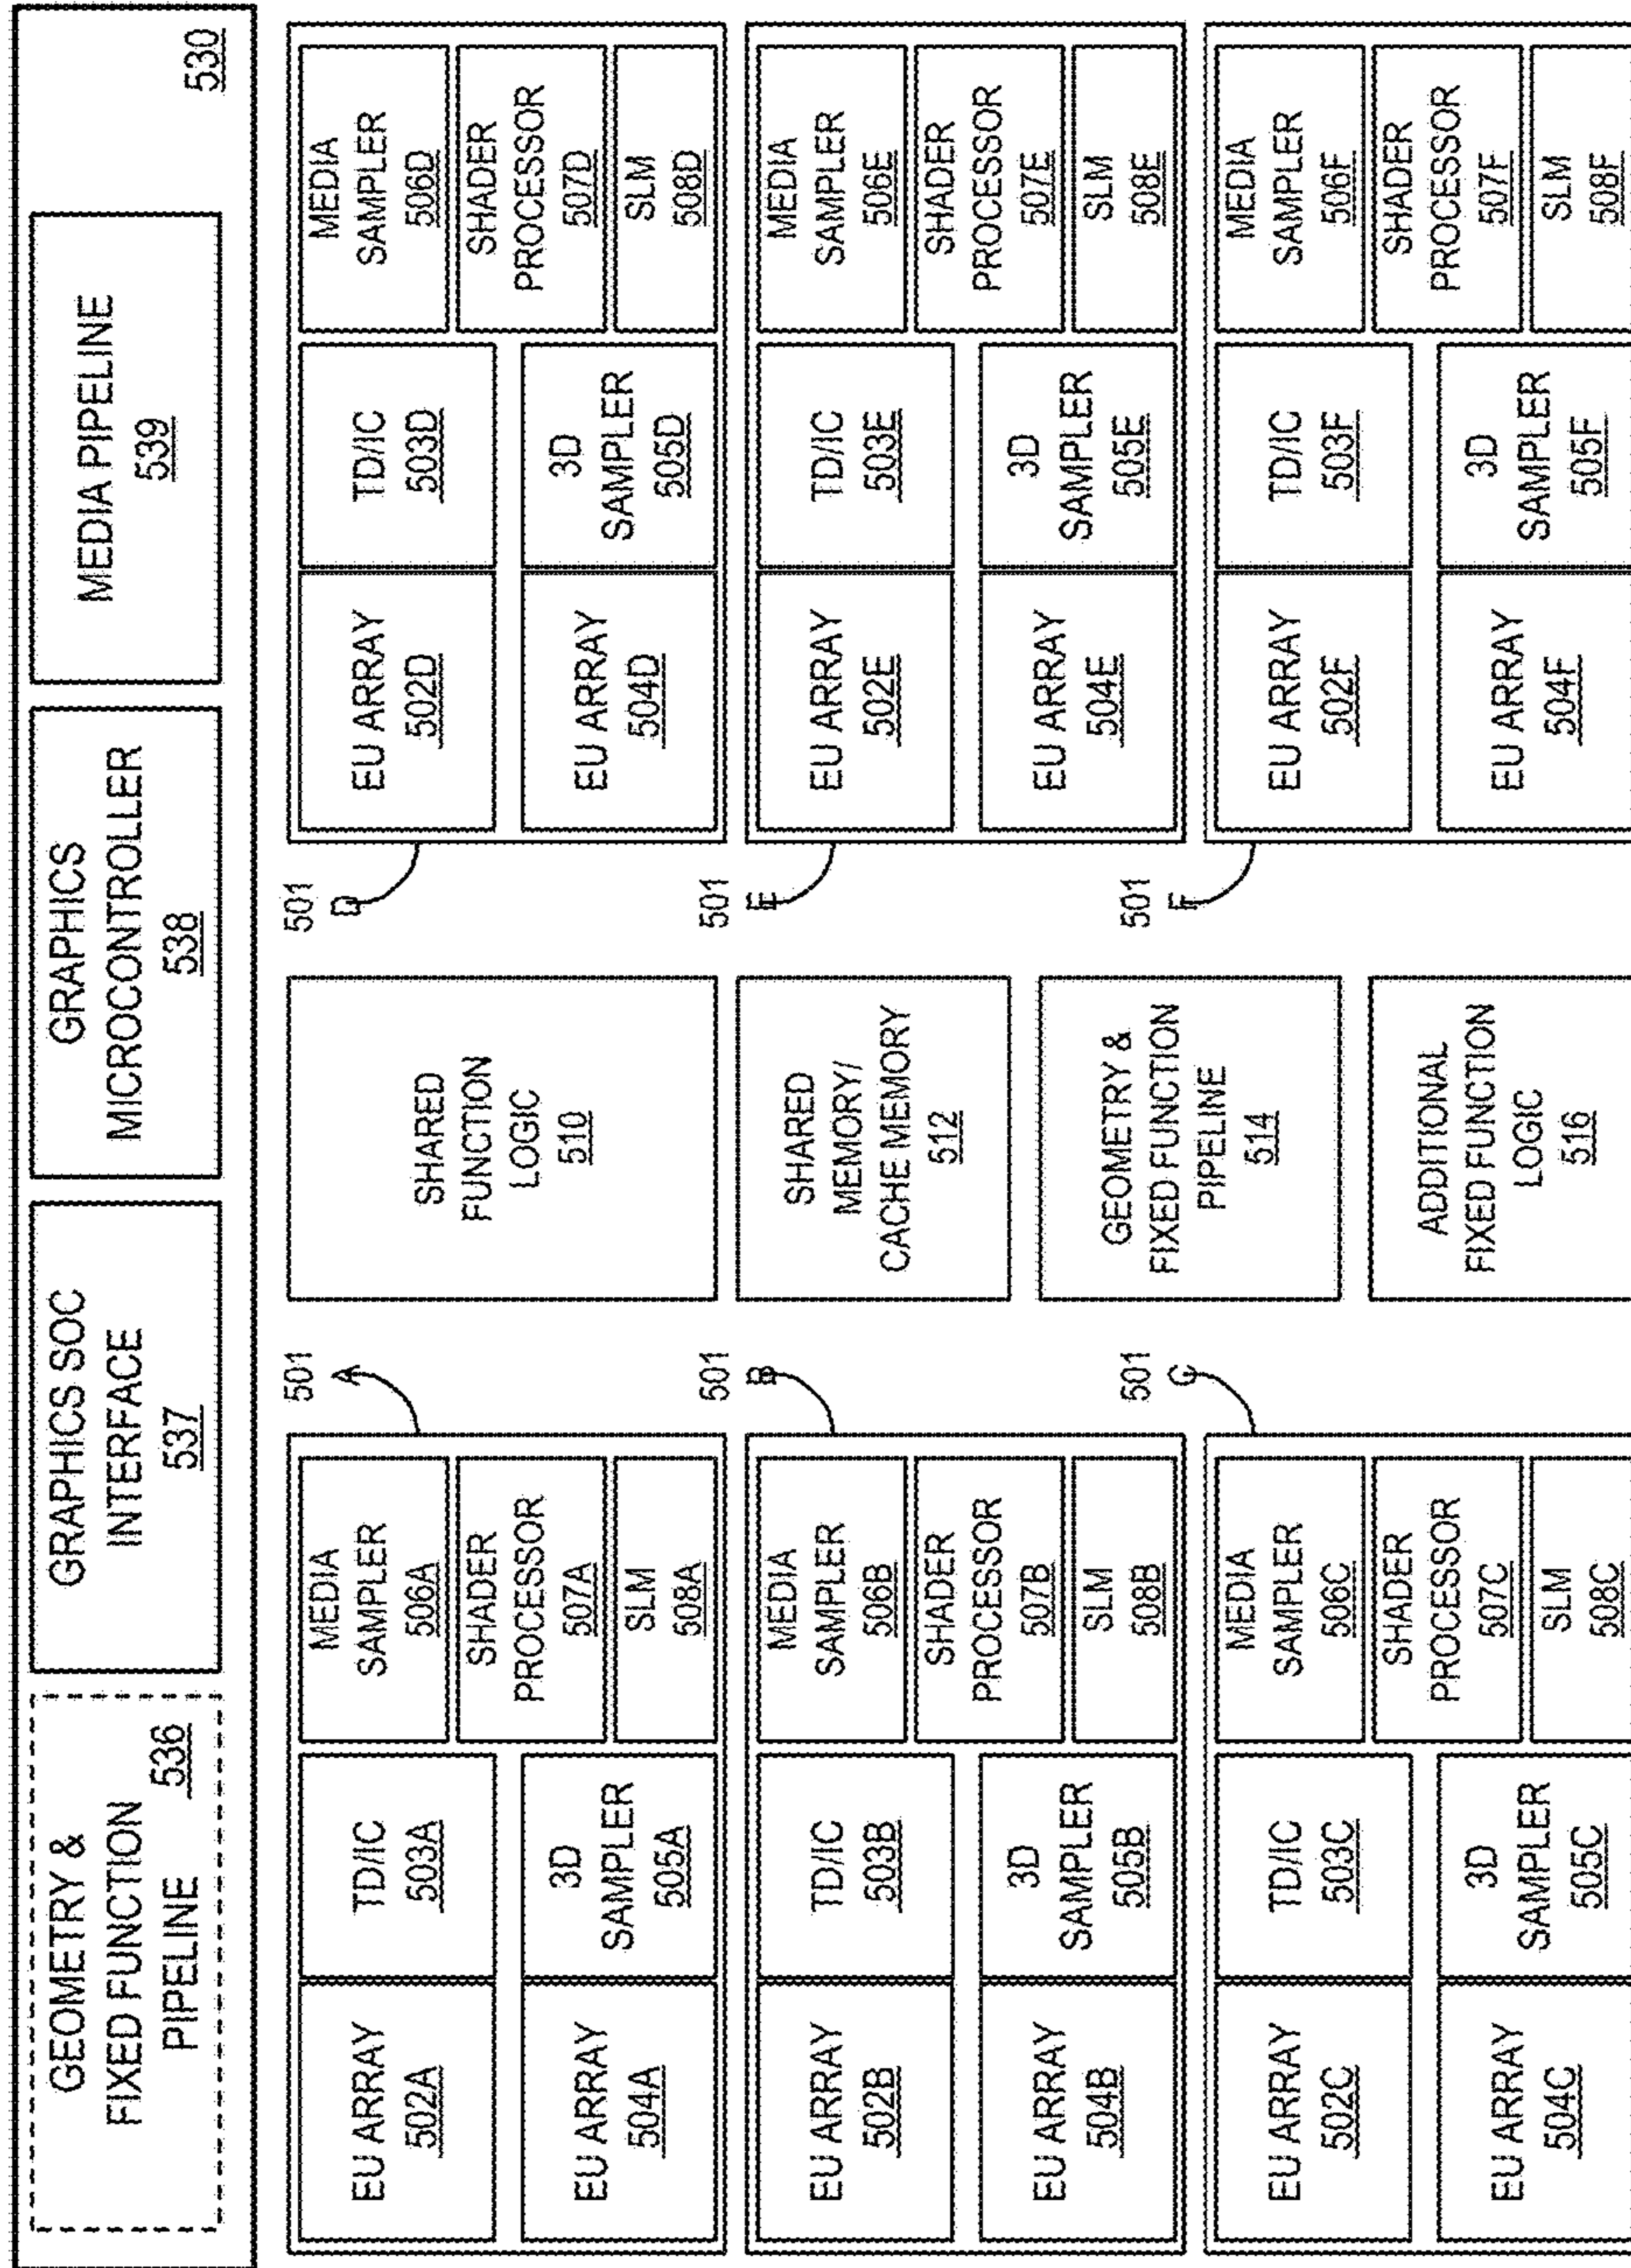 GEOMETRY &
FIXED FUNCTION
PIPELINE
536
GRAPHICS SOC
INTERFACE
537
GRAPHICS
MICROCONTROLLER
538
MEDIA PIPELINE
539
530
501
A
EU ARRAY
502A
TD/IC
503A
MEDIA
SAMPLER
506A
SHADER
PROCESSOR
507A
EU ARRAY
504A
3D
SAMPLER
505A
SLM
508A
SHARED
FUNCTION
LOGIC
510
501
D
EU ARRAY
502D
TD/IC
503D
MEDIA
SAMPLER
506D
SHADER
PROCESSOR
507D
EU ARRAY
504D
3D
SAMPLER
505D
SLM
508D
501
B
EU ARRAY
502B
TD/IC
503B
MEDIA
SAMPLER
506B
SHADER
PROCESSOR
507B
EU ARRAY
504B
3D
SAMPLER
505B
SLM
508B
SHARED
MEMORY/
CACHE MEMORY
512
501
E
EU ARRAY
502E
TD/IC
503E
MEDIA
SAMPLER
506E
SHADER
PROCESSOR
507E
EU ARRAY
504E
3D
SAMPLER
505E
SLM
508E
GEOMETRY &
FIXED FUNCTION
PIPELINE
514
501
C
EU ARRAY
502C
TD/IC
503C
MEDIA
SAMPLER
506C
SHADER
PROCESSOR
507C
EU ARRAY
504C
3D
SAMPLER
505C
SLM
508C
ADDITIONAL
FIXED FUNCTION
LOGIC
516
501
F
EU ARRAY
502F
TD/IC
503F
MEDIA
SAMPLER
506F
SHADER
PROCESSOR
507F
EU ARRAY
504F
3D
SAMPLER
505F
SLM
508F